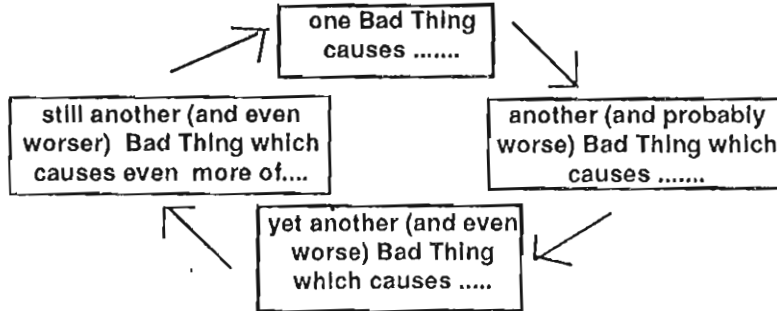 one Bad Thing
causes .......
another (and probably
worse) Bad Thing which
causes .......
yet another (and even
worse) Bad Thing
which causes .....
still another (and even
worser) Bad Thing which
causes even more of....